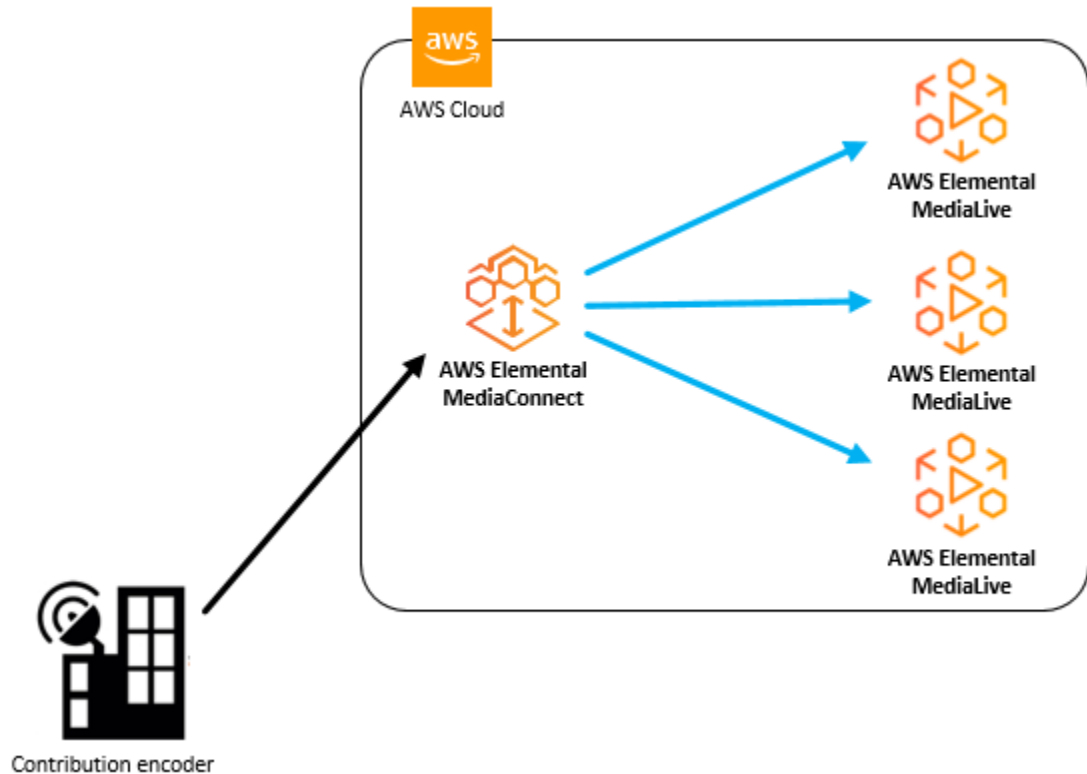 aws
AWS Cloud
AWS Elemental
MediaLive
AWS Elemental
MediaConnect
AWS Elemental
MediaLive
AWS Elemental
MediaLive
Contribution encoder